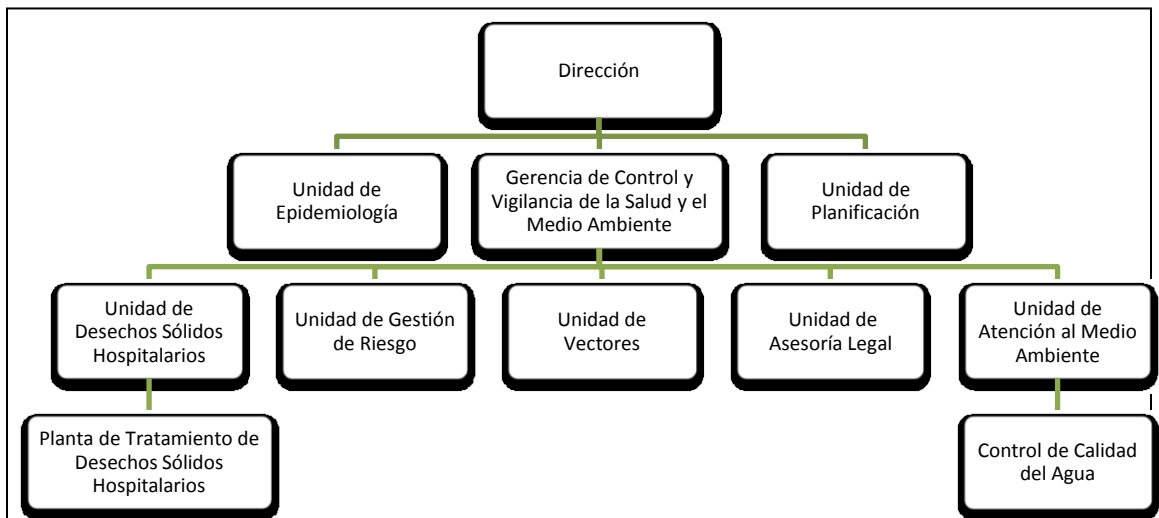 Dirección
Unidad de
Epidemiología
Gerencia de Control y
Vigilancia de la Salud y el
Medio Ambiente
Unidad de
Planificación
Unidad de
Desechos Sólidos
Hospitalarios
Unidad de Gestión
de Riesgo
Unidad de
Vectores
Unidad de
Asesoría Legal
Unidad de
Atención al Medio
Ambiente
Planta de Tratamiento de
Desechos Sólidos
Hospitalarios
Control de Calidad
del Agua